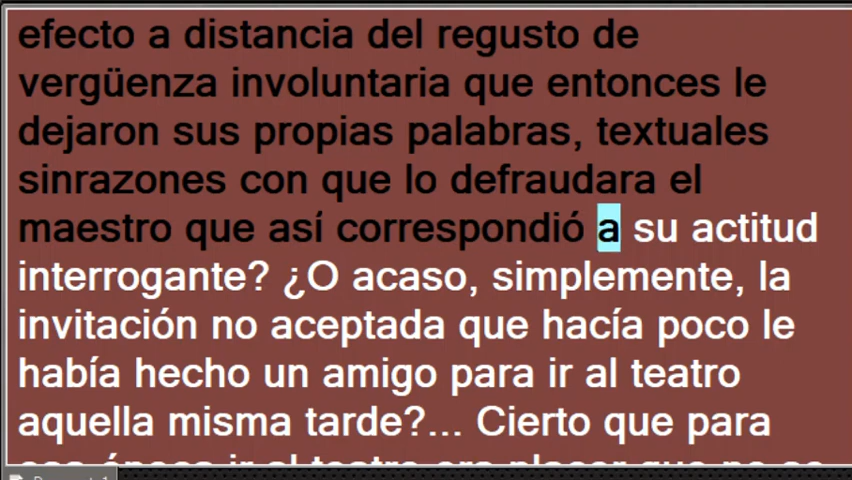 efecto a distancia del regusto de
vergüenza involuntaria que entonces le
dejaron sus propias palabras, textuales
sinrazones con que lo defraudara el
maestro que así correspondió a su actitud
interrogante? ¿O acaso, simplemente, la
invitación no aceptada que hacía poco le
había hecho un amigo para ir al teatro
aquella misma tarde?... Cierto que para